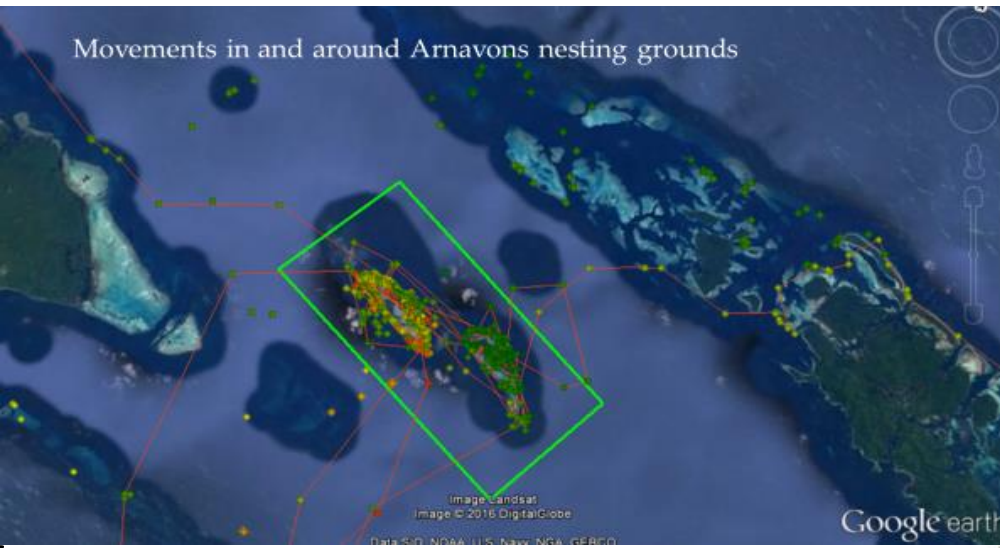 Movements in and around Arnavons nesting grounds
Image Landsat
Image © 2016 DigitalGlobe
Data SIO, NOAA, U.S. Navy, NGA, GEBCO
Google earth